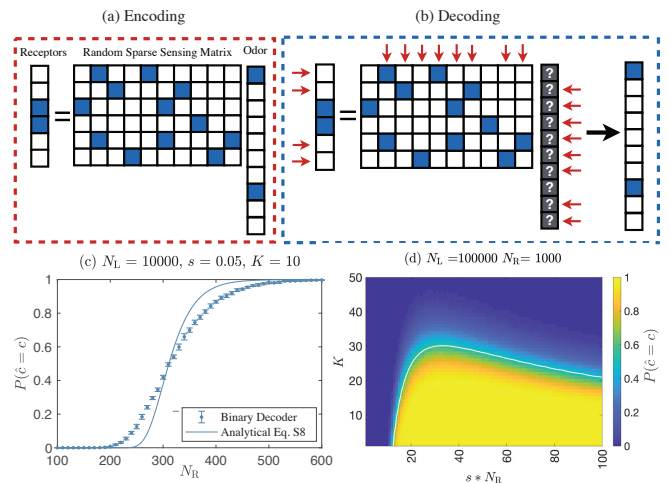 (a) Encoding
(b) Decoding
Receptors
Random Sparse Sensing Matrix
Odor
=
=
?
?
?
?
?
?
?
?
?
?
(c) N_L = 10000, s = 0.05, K = 10
P(ĉ = c)
1
0.8
0.6
0.4
0.2
0
100 200 300 400 500 600
N_R
Binary Decoder
Analytical Eq. S8
(d) N_L =100000 N_R= 1000
K
50
40
30
20
10
20 40 60 80 100
s * N_R
1
0.8
0.6
0.4
0.2
0
P(ĉ = c)